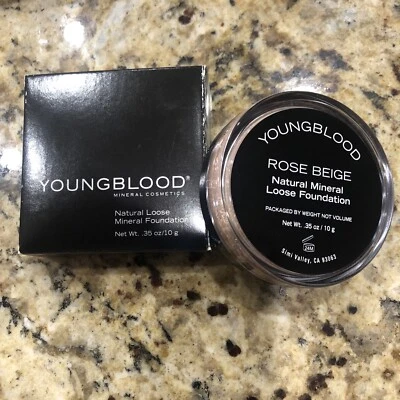 YOUNGBLOOD®
MINERAL COSMETICS
Natural Loose
Mineral Foundation
Net Wt. .35 oz/10 g
YOUNGBLOOD
ROSE BEIGE
Natural Mineral
Loose Foundation
PACKAGED BY WEIGHT NOT VOLUME
Net Wt. .35 oz / 10 g
24M
Simi Valley, CA 93063